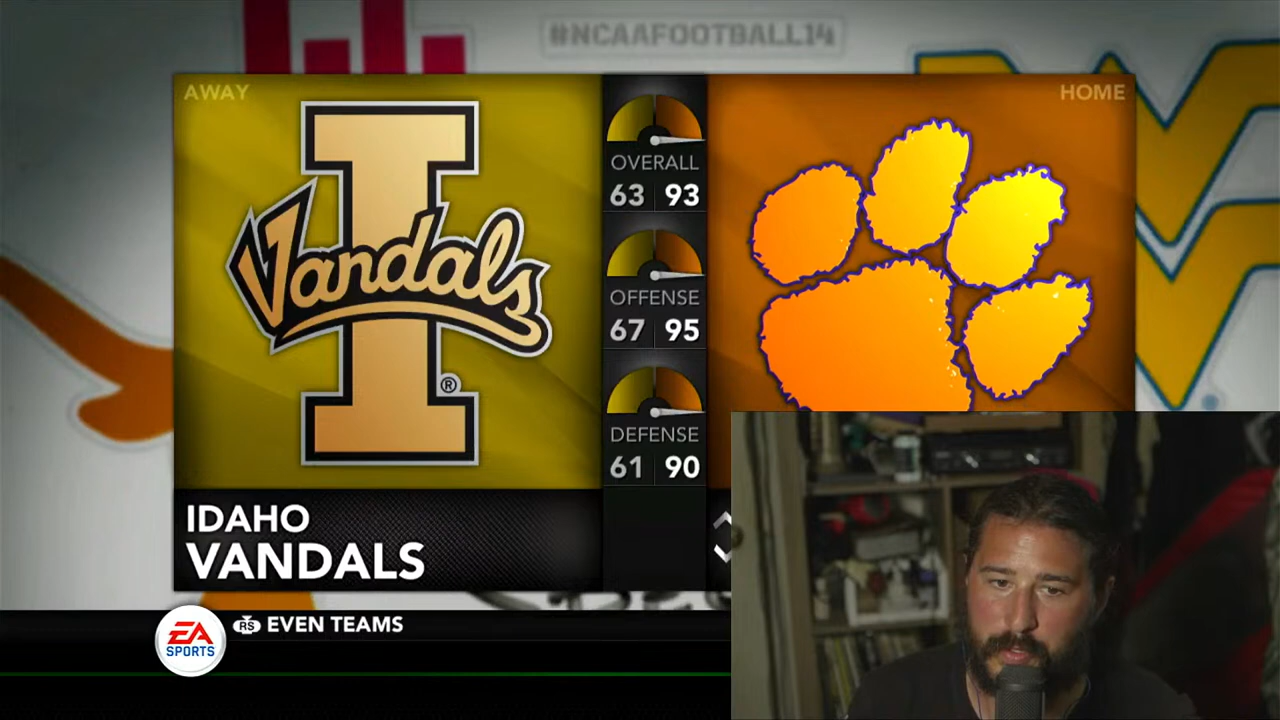 #NCAAFOOTBALL14
AWAY
HOME
Vandals
®
OVERALL
63 93
OFFENSE
67 95
DEFENSE
61 90
IDAHO
VANDALS
EA
SPORTS
RS EVEN TEAMS